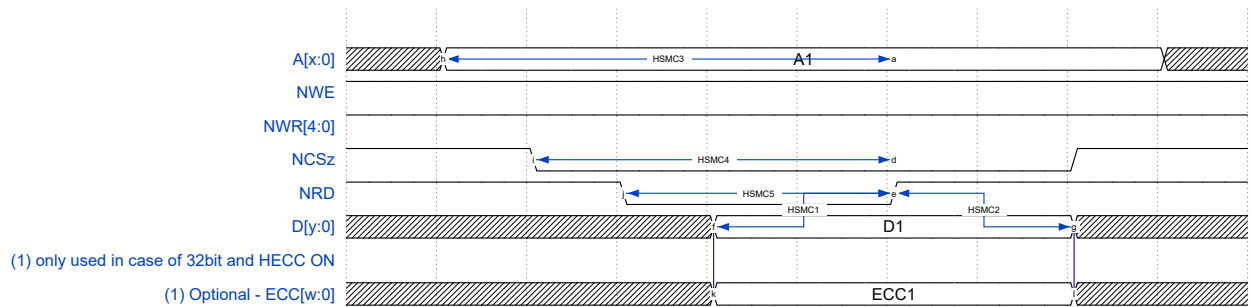 A[x:0] h HSMC3 A1 a
NWE
NWR[4:0]
NCSz i HSMC4 d
NRD j HSMC5 e
HSMC1 HSMC2
D[y:0] f D1 g
(1) only used in case of 32bit and HECC ON
(1) Optional - ECC[w:0] k ECC1 l